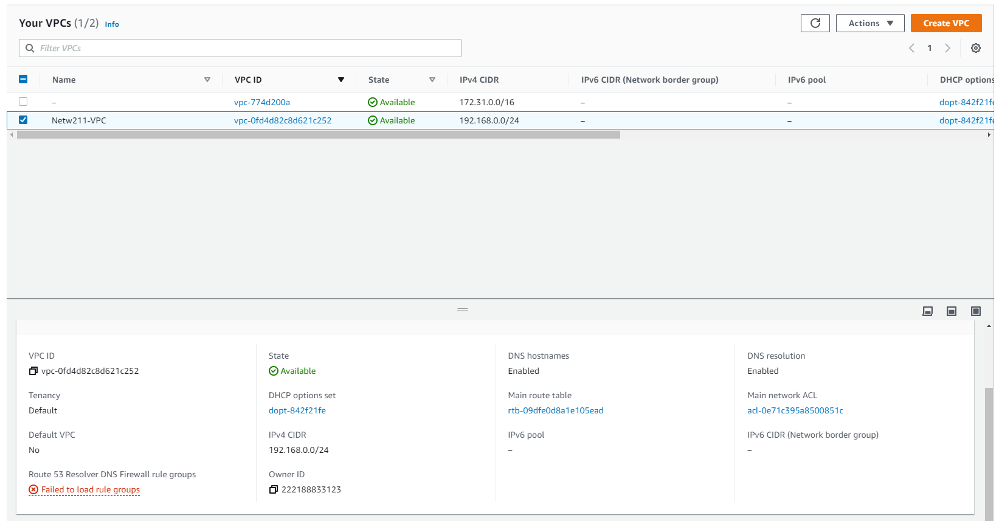 Your VPCs (1/2) Info
Actions
Create VPC
Filter VPCs
1
Name VPC ID State IPv4 CIDR IPv6 CIDR (Network border group) IPv6 pool DHCP options
– vpc-774d200a Available 172.31.0.0/16 – – dopt-842f21fe
Netw211-VPC vpc-0fd4d82c8d621c252 Available 192.168.0.0/24 – – dopt-842f21fe
VPC ID State DNS hostnames DNS resolution
vpc-0fd4d82c8d621c252 Available Enabled Enabled
Tenancy DHCP options set Main route table Main network ACL
Default dopt-842f21fe rtb-09dfe0d8a1e105ead acl-0e71c395a8500851c
Default VPC IPv4 CIDR IPv6 pool IPv6 CIDR (Network border group)
No 192.168.0.0/24 – –
Route 53 Resolver DNS Firewall rule groups Owner ID
Failed to load rule groups 222188833123